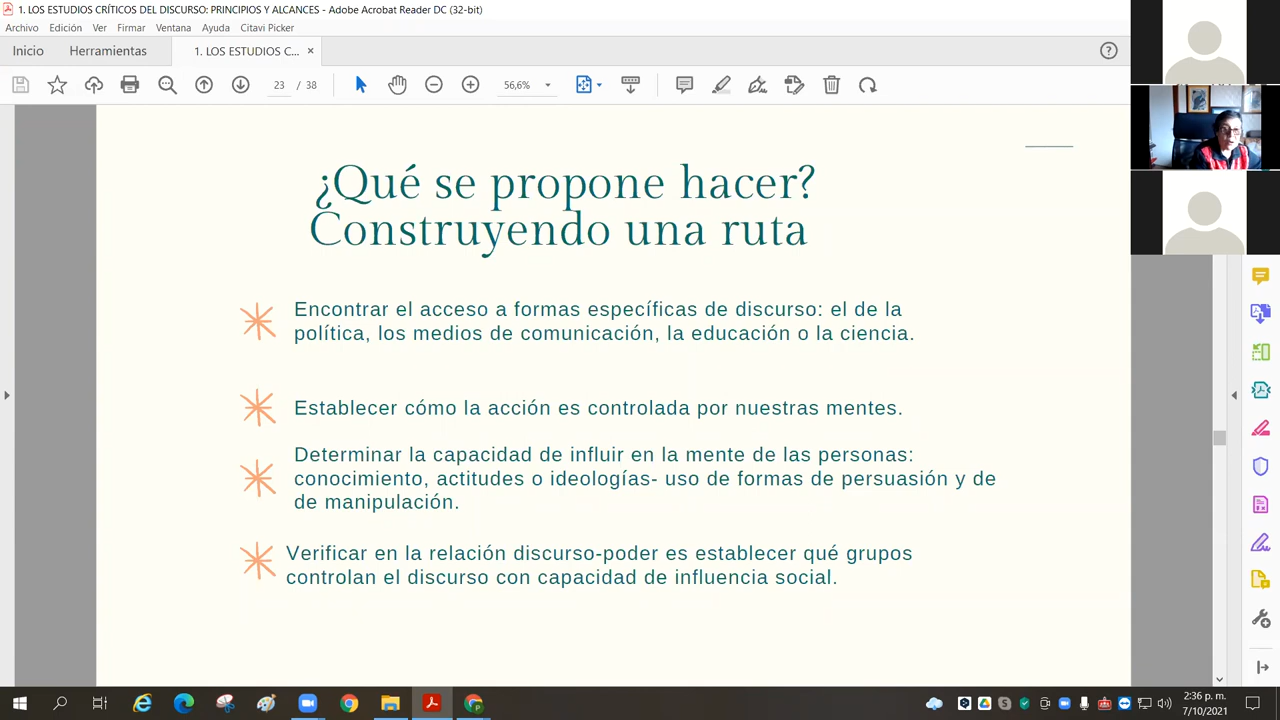 1. LOS ESTUDIOS CRÍTICOS DEL DISCURSO: PRINCIPIOS Y ALCANCES - Adobe Acrobat Reader DC (32-bit)
Archivo Edición Ver Firmar Ventana Ayuda Citavi Picker
Inicio Herramientas 1. LOS ESTUDIOS C... ×
23 / 38 56,6%
¿Qué se propone hacer?
Construyendo una ruta
Encontrar el acceso a formas específicas de discurso: el de la
política, los medios de comunicación, la educación o la ciencia.
Establecer cómo la acción es controlada por nuestras mentes.
Determinar la capacidad de influir en la mente de las personas:
conocimiento, actitudes o ideologías- uso de formas de persuasión y de
de manipulación.
Verificar en la relación discurso-poder es establecer qué grupos
controlan el discurso con capacidad de influencia social.
2:36 p. m.
7/10/2021